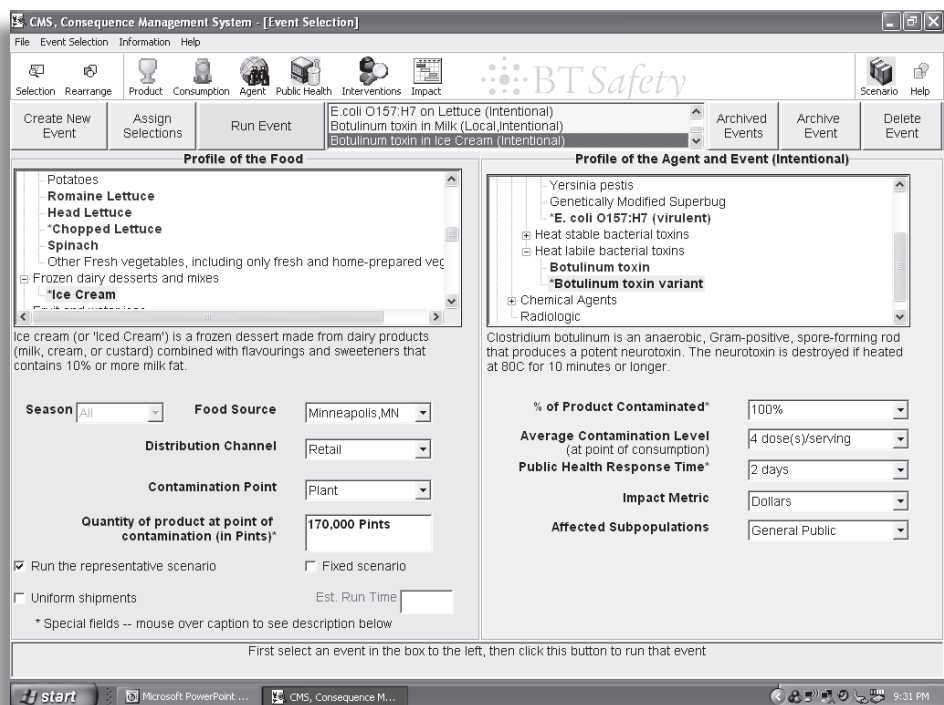 CMS, Consequence Management System - [Event Selection]
File Event Selection Information Help
Selection Rearrange Product Consumption Agent Public Health Interventions Impact BTSafety Scenario Help
Create New Event
Assign Selections
Run Event
E.coli O157:H7 on Lettuce (Intentional)
Botulinum toxin in Milk (Local,Intentional)
Botulinum toxin in Ice Cream (Intentional)
Archived Events
Archive Event
Delete Event
Profile of the Food
Potatoes
Romaine Lettuce
Head Lettuce
*Chopped Lettuce
Spinach
Other Fresh vegetables, including only fresh and home-prepared veg
Frozen dairy desserts and mixes
*Ice Cream
Ice cream (or 'Iced Cream') is a frozen dessert made from dairy products
(milk, cream, or custard) combined with flavourings and sweeteners that
contains 10% or more milk fat.
Season All Food Source Minneapolis,MN
Distribution Channel Retail
Contamination Point Plant
Quantity of product at point of
contamination (in Pints)* 170,000 Pints
Run the representative scenario Fixed scenario
Uniform shipments Est. Run Time
* Special fields -- mouse over caption to see description below
Profile of the Agent and Event (Intentional)
Yersinia pestis
Genetically Modified Superbug
*E. coli O157:H7 (virulent)
Heat stable bacterial toxins
Heat labile bacterial toxins
Botulinum toxin
*Botulinum toxin variant
Chemical Agents
Radiologic
Clostridium botulinum is an anaerobic, Gram-positive, spore-forming rod
that produces a potent neurotoxin. The neurotoxin is destroyed if heated
at 80C for 10 minutes or longer.
% of Product Contaminated* 100%
Average Contamination Level 4 dose(s)/serving
(at point of consumption)
Public Health Response Time* 2 days
Impact Metric Dollars
Affected Subpopulations General Public
First select an event in the box to the left, then click this button to run that event
start Microsoft PowerPoint ... CMS, Consequence M... 9:31 PM